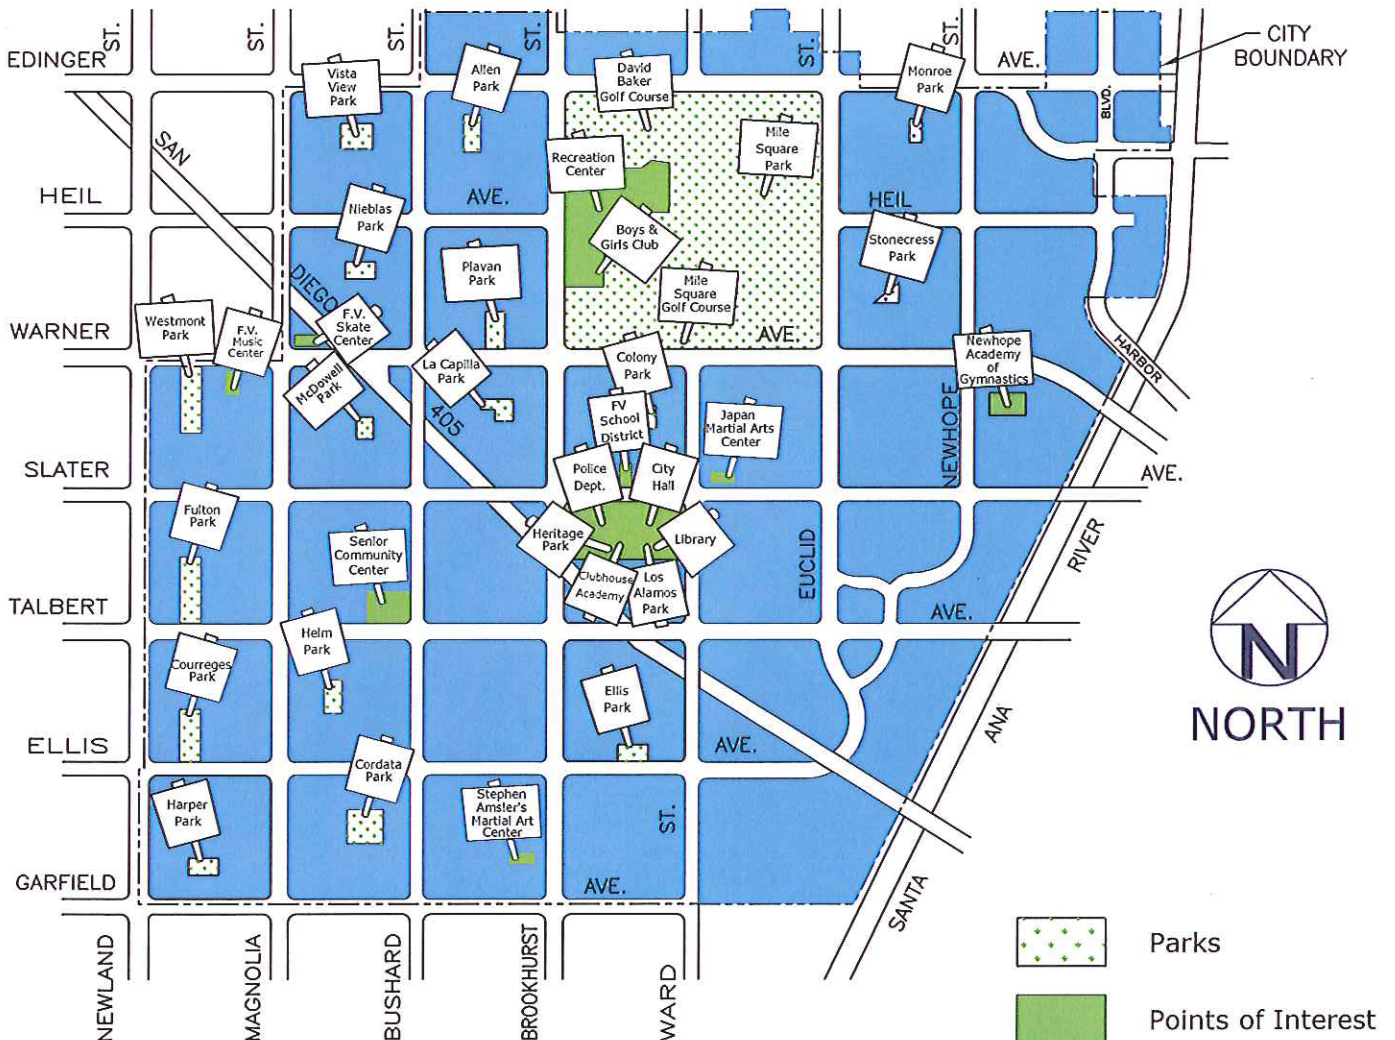 ST.
ST.
ST.
ST.
ST.
ST.
CITY
BOUNDARY
EDINGER
AVE.
Vista
View
Park
Allen
Park
David
Baker
Golf Course
Monroe
Park
BLVD.
Mile
Square
Park
SAN
Recreation
Center
HEIL
AVE.
HEIL
Nieblas
Park
Boys &
Girls Club
Stonecress
Park
Plavan
Park
DIEGO
Mile
Square
Golf Course
WARNER
AVE.
Westmont
Park
F.V.
Music
Center
F.V.
Skate
Center
McDowell
Park
La Capilla
Park
405
Colony
Park
Newhope
Academy
of
Gymnastics
HARBOR
FV
School
District
Japan
Martial Arts
Center
NEWHOPE
SLATER
AVE.
Police
Dept.
City
Hall
Fulton
Park
Heritage
Park
Library
Senior
Community
Center
Clubhouse
Academy
Los
Alamos
Park
EUCLID
RIVER
TALBERT
AVE.
Helm
Park
Courreges
Park
Ellis
Park
ANA
NORTH
N
ELLIS
AVE.
Cordata
Park
Harper
Park
Stephen
Amsler's
Martial Art
Center
ST.
GARFIELD
AVE.
SANTA
NEWLAND
MAGNOLIA
BUSHARD
BROOKHURST
WARD
Parks
Points of Interest